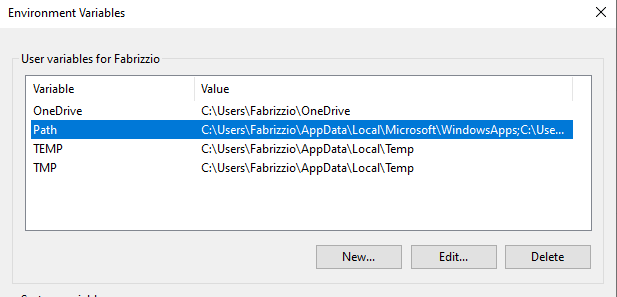 Environment Variables
User variables for Fabrizzio
Variable Value
OneDrive C:\Users\Fabrizzio\OneDrive
Path C:\Users\Fabrizzio\AppData\Local\Microsoft\WindowsApps;C:\Use...
TEMP C:\Users\Fabrizzio\AppData\Local\Temp
TMP C:\Users\Fabrizzio\AppData\Local\Temp
New... Edit... Delete